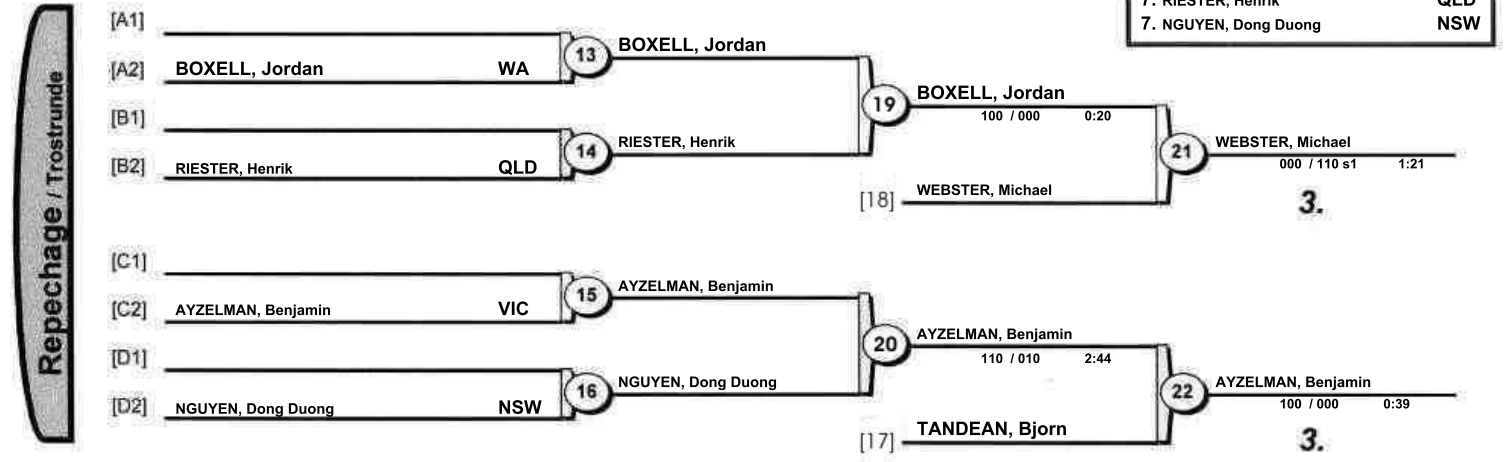 7. RIESTER, Henrik QLD
7. NGUYEN, Dong Duong NSW
Repechage / Trostrunde
[A1]
[A2] BOXELL, Jordan WA
13 BOXELL, Jordan
[B1]
[B2] RIESTER, Henrik QLD
14 RIESTER, Henrik
19 BOXELL, Jordan
100 / 000 0:20
[18] WEBSTER, Michael
21 WEBSTER, Michael
000 / 110 s1 1:21
3.
[C1]
[C2] AYZELMAN, Benjamin VIC
15 AYZELMAN, Benjamin
[D1]
[D2] NGUYEN, Dong Duong NSW
16 NGUYEN, Dong Duong
20 AYZELMAN, Benjamin
110 / 010 2:44
[17] TANDEAN, Bjorn
22 AYZELMAN, Benjamin
100 / 000 0:39
3.